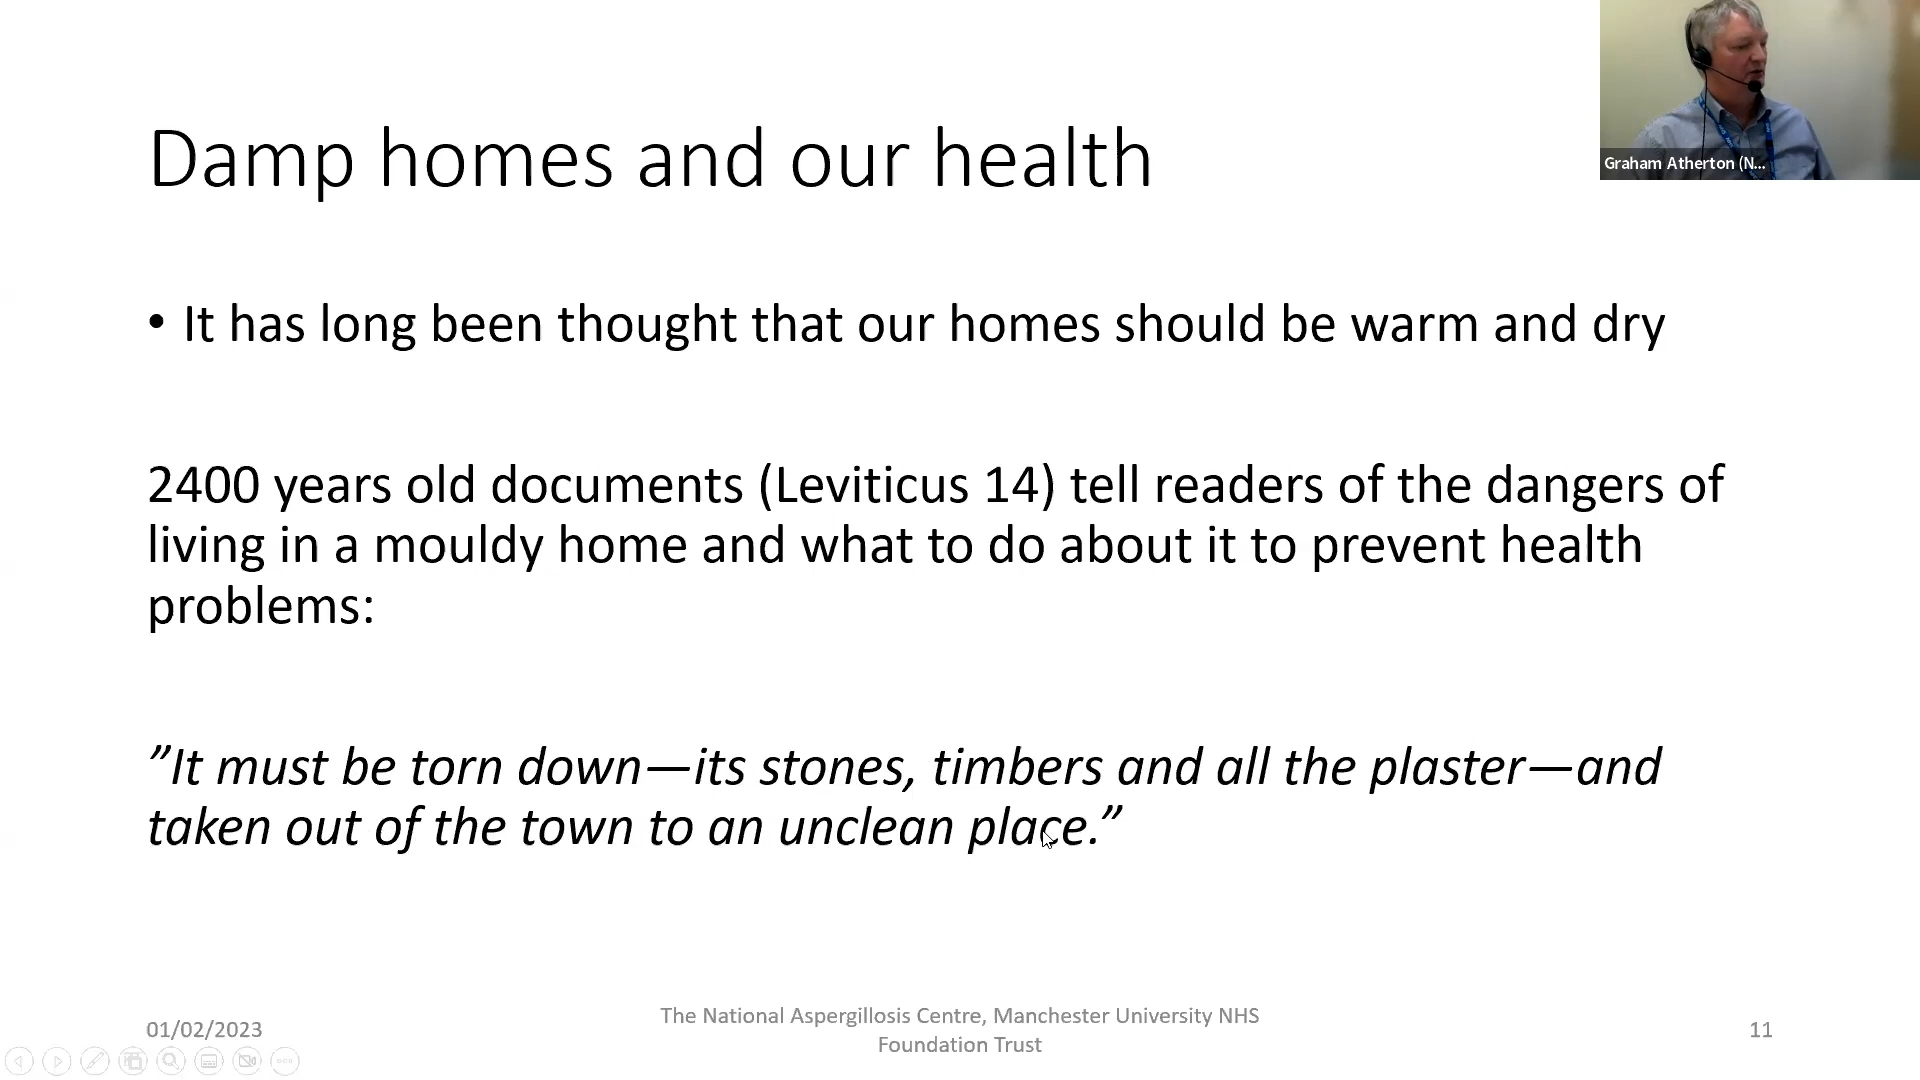 Damp homes and our health
Graham Atherton (N...
• It has long been thought that our homes should be warm and dry
2400 years old documents (Leviticus 14) tell readers of the dangers of
living in a mouldy home and what to do about it to prevent health
problems:
”It must be torn down—its stones, timbers and all the plaster—and
taken out of the town to an unclean place.”
01/02/2023
The National Aspergillosis Centre, Manchester University NHS
Foundation Trust
11